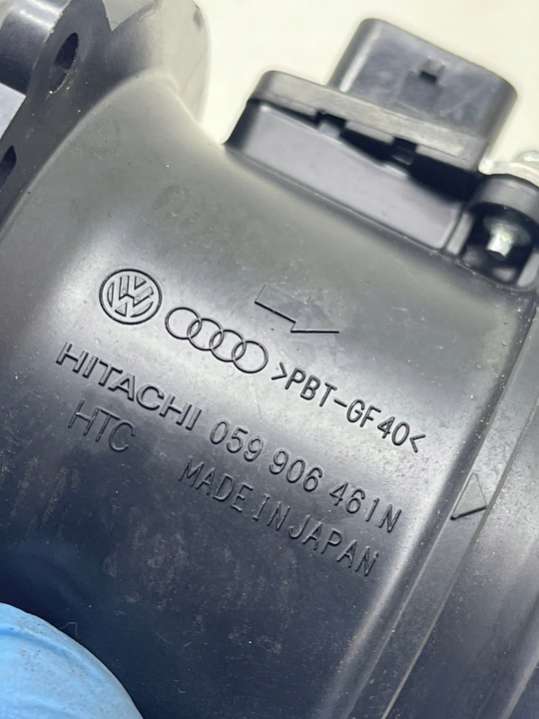 >PBT-GF40<
HITACHI 059 906 461N
HTC MADE IN JAPAN